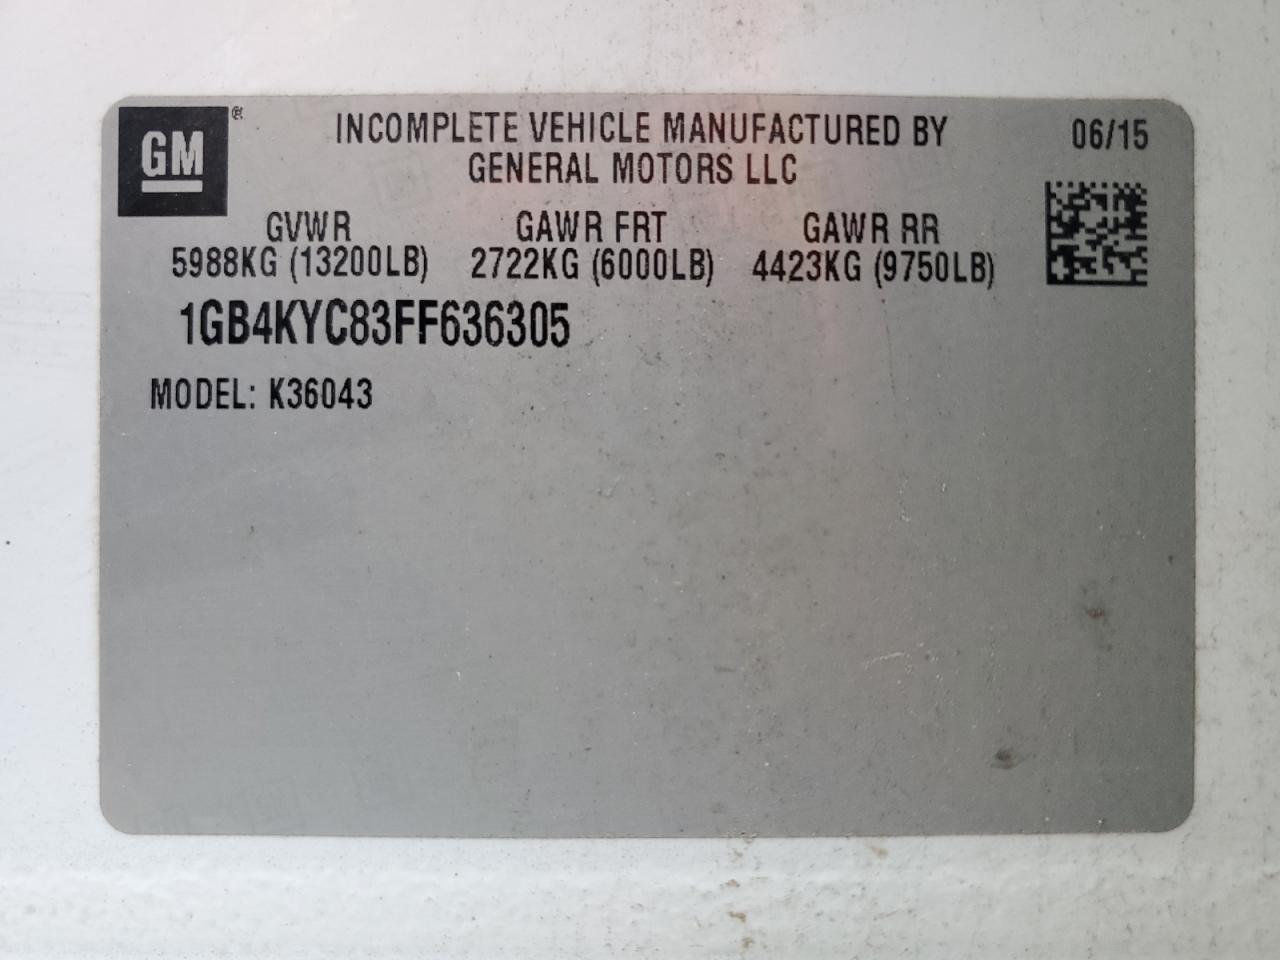 GM®
INCOMPLETE VEHICLE MANUFACTURED BY
GENERAL MOTORS LLC
06/15
GVWR GAWR FRT GAWR RR
5988KG (13200LB) 2722KG (6000LB) 4423KG (9750LB)
1GB4KYC83FF636305
MODEL: K36043